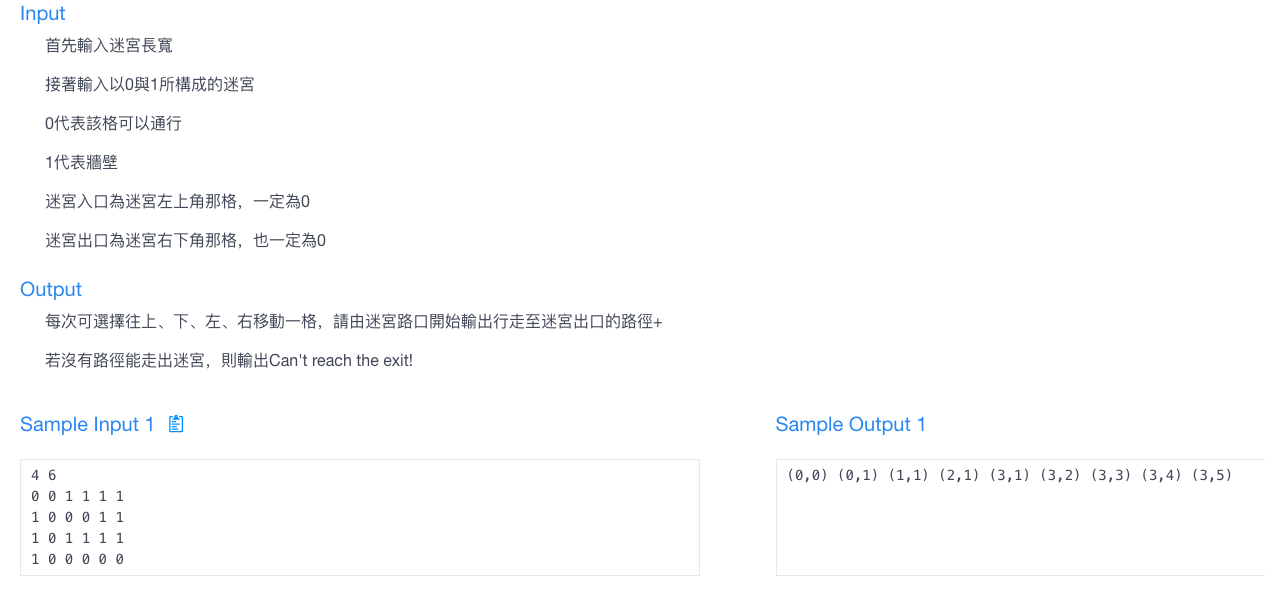 Input
首先輸入迷宮長寬
接著輸入以0與1所構成的迷宮
0代表該格可以通行
1代表牆壁
迷宮入口為迷宮左上角那格，一定為0
迷宮出口為迷宮右下角那格，也一定為0
Output
每次可選擇往上、下、左、右移動一格，請由迷宮路口開始輸出行走至迷宮出口的路徑+
若沒有路徑能走出迷宮，則輸出Can't reach the exit!
Sample Input 1
4 6
0 0 1 1 1 1
1 0 0 0 1 1
1 0 1 1 1 1
1 0 0 0 0 0
Sample Output 1
(0,0) (0,1) (1,1) (2,1) (3,1) (3,2) (3,3) (3,4) (3,5)